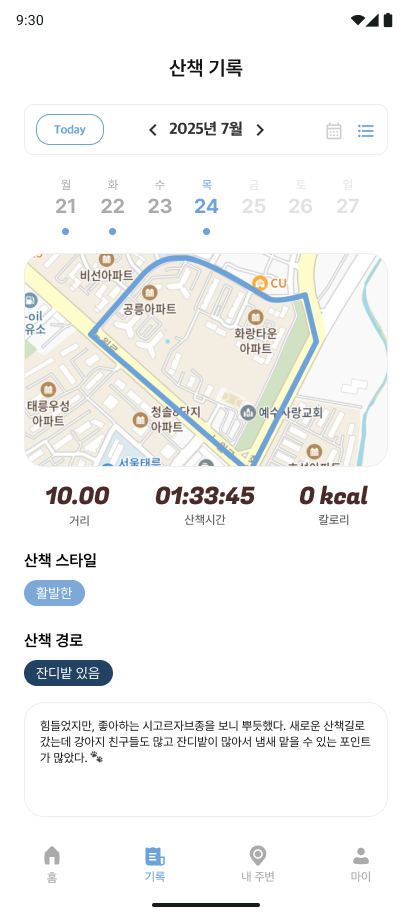 9:30
산책 기록
Today
2025년 7월
월 화 수 목 금 토 일
21 22 23 24 25 26 27
비선아파트
CU
공릉아파트
-oil
유소
화랑타운
아파트
태릉우성
아파트
청솔8단지
아파트
예수사랑교회
서울태릉
10.00 01:33:45 0 kcal
거리 산책시간 칼로리
산책 스타일
활발한
산책 경로
잔디밭 있음
힘들었지만, 좋아하는 시고르자브종을 보니 뿌듯했다. 새로운 산책길로
갔는데 강아지 친구들도 많고 잔디밭이 많아서 냄새 맡을 수 있는 포인트
가 많았다. 🐾
홈 기록 내 주변 마이